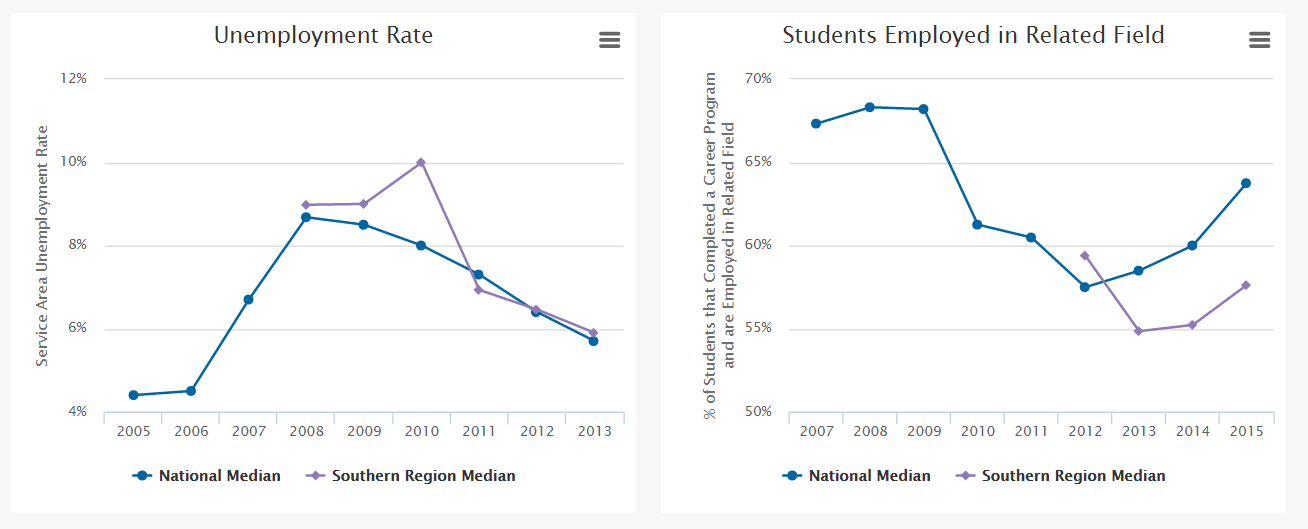 Unemployment Rate
Service Area Unemployment Rate
12%
10%
8%
6%
4%
2005 2006 2007 2008 2009 2010 2011 2012 2013
National Median Southern Region Median
Students Employed in Related Field
% of Students that Completed a Career Program
and are Employed in Related Field
70%
65%
60%
55%
50%
2007 2008 2009 2010 2011 2012 2013 2014 2015
National Median Southern Region Median